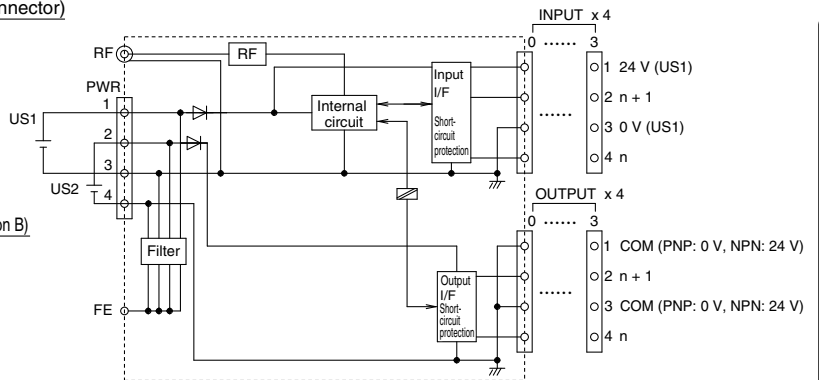 nnector)
INPUT x 4
0 ...... 3
RF
RF
PWR
1
US1
2
3
US2
4
Internal circuit
Input I/F
Short-circuit protection
......
1 24 V (US1)
2 n + 1
3 0 V (US1)
4 n
on B)
OUTPUT x 4
0 ...... 3
Filter
FE
Output I/F
Short-circuit protection
......
1 COM (PNP: 0 V, NPN: 24 V)
2 n + 1
3 COM (PNP: 0 V, NPN: 24 V)
4 n